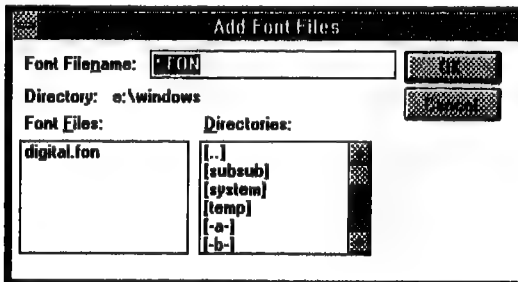 Add Font Files
Font Filename: *.FON
OK
Directory: e:\windows
Cancel
Font Files:
Directories:
digital.fon
[..]
[subsub]
[system]
[temp]
[-a-]
[-b-]